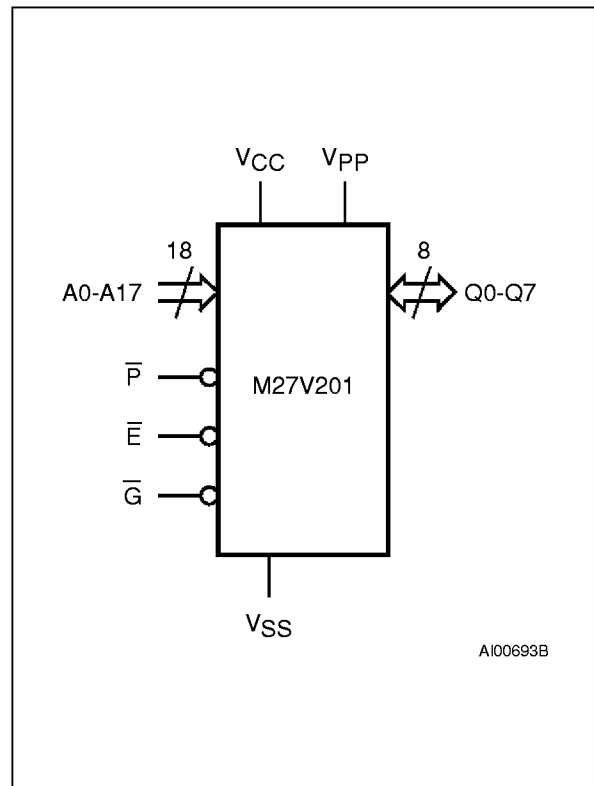 VCC VPP
18 8
A0-A17 Q0-Q7
P̅
M27V201
E̅
G̅
VSS
AI00693B